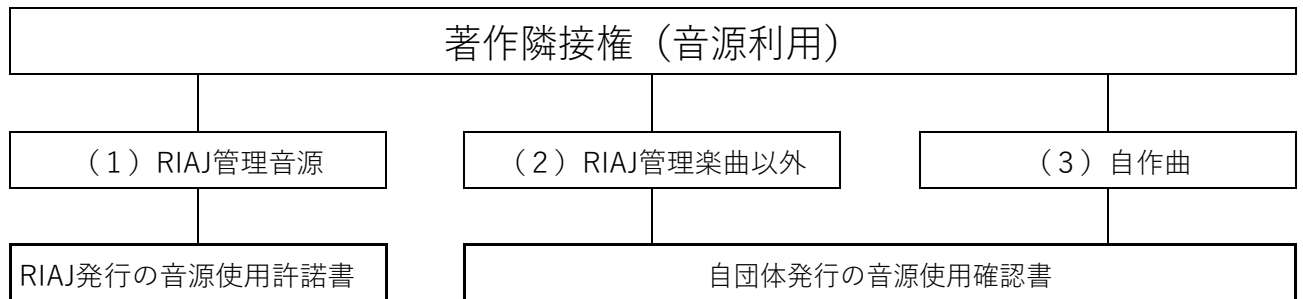 著作隣接権（音源利用）
（１）RIAJ管理音源
（２）RIAJ管理楽曲以外
（３）自作曲
RIAJ発行の音源使用許諾書
自団体発行の音源使用確認書